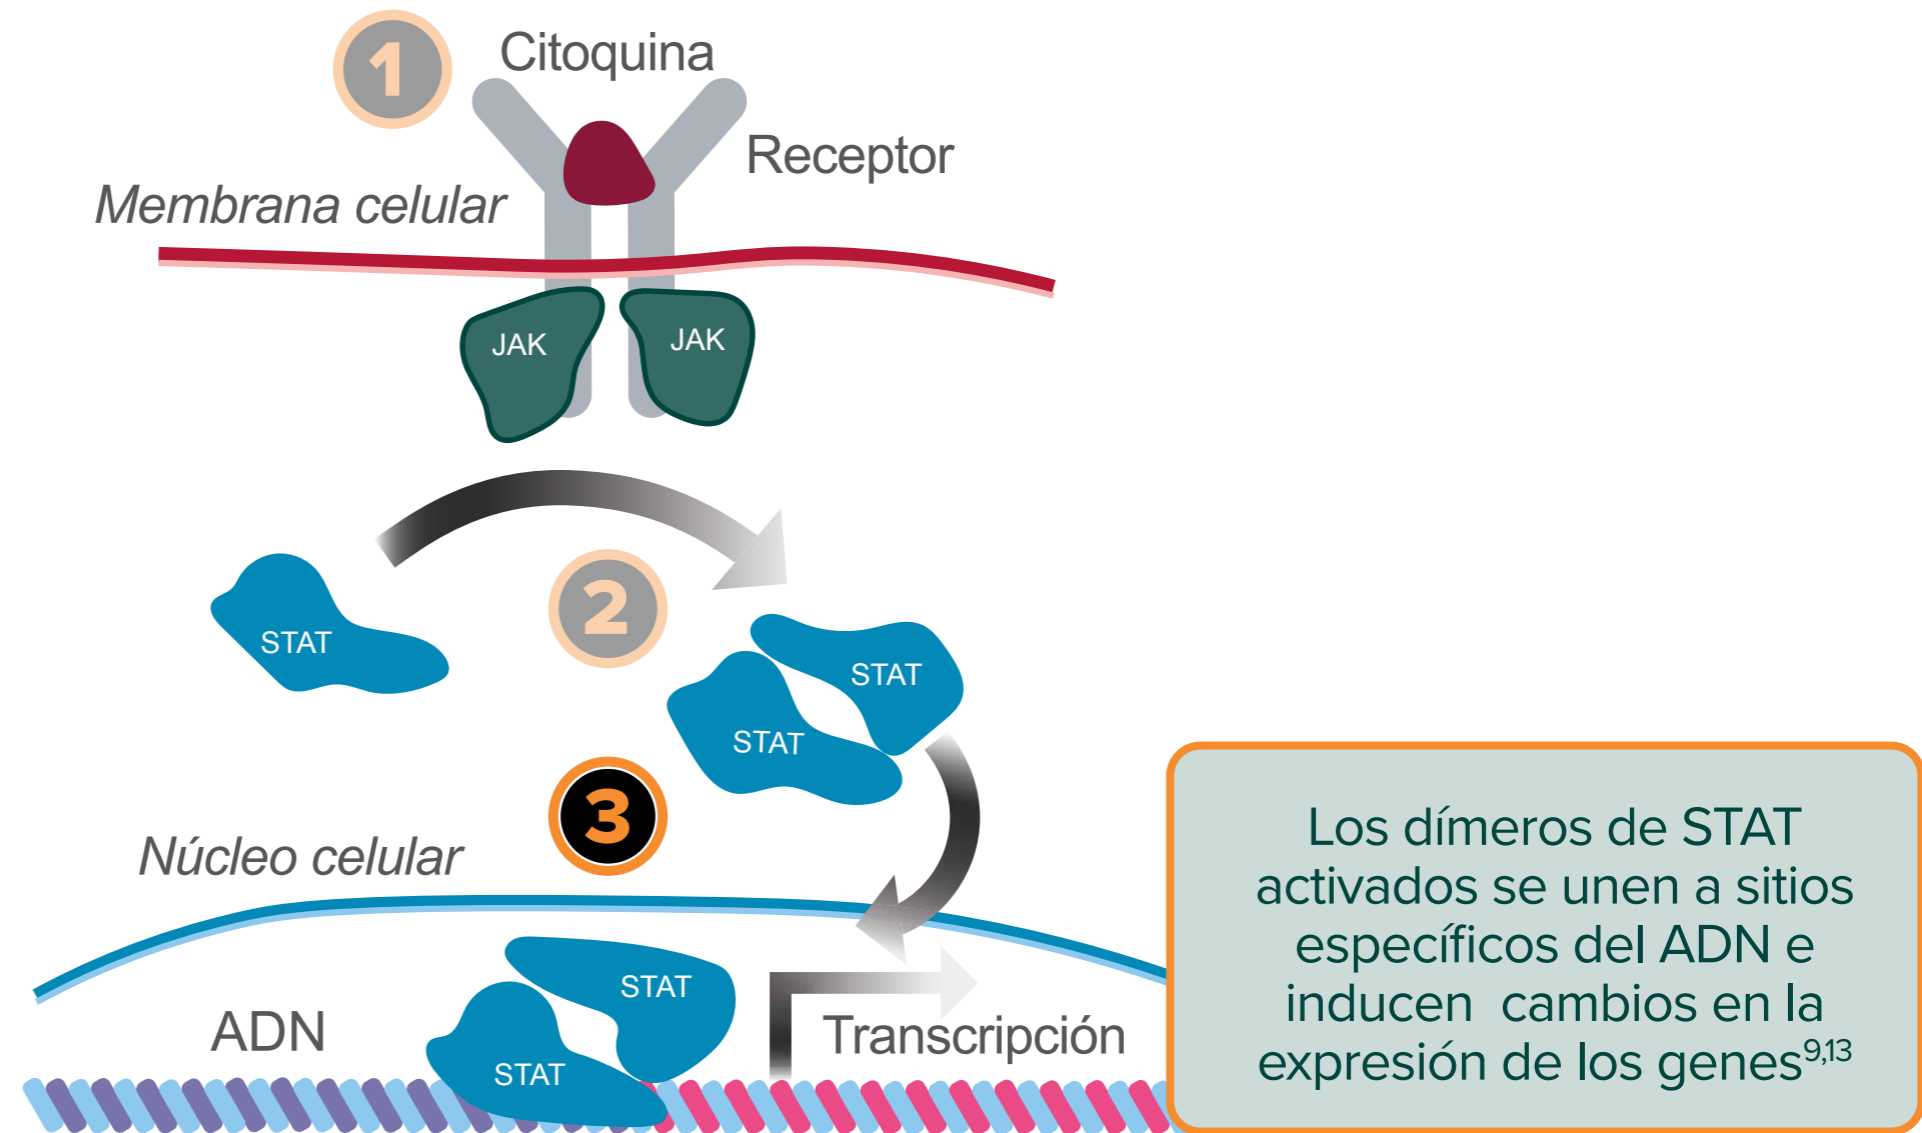 1
Citoquina
Receptor
Membrana celular
JAK
JAK
STAT
2
STAT
STAT
3
Núcleo celular
Los dímeros de STAT
activados se unen a sitios
específicos del ADN e
inducen  cambios en la
expresión de los genes9,13
STAT
ADN
Transcripción
STAT